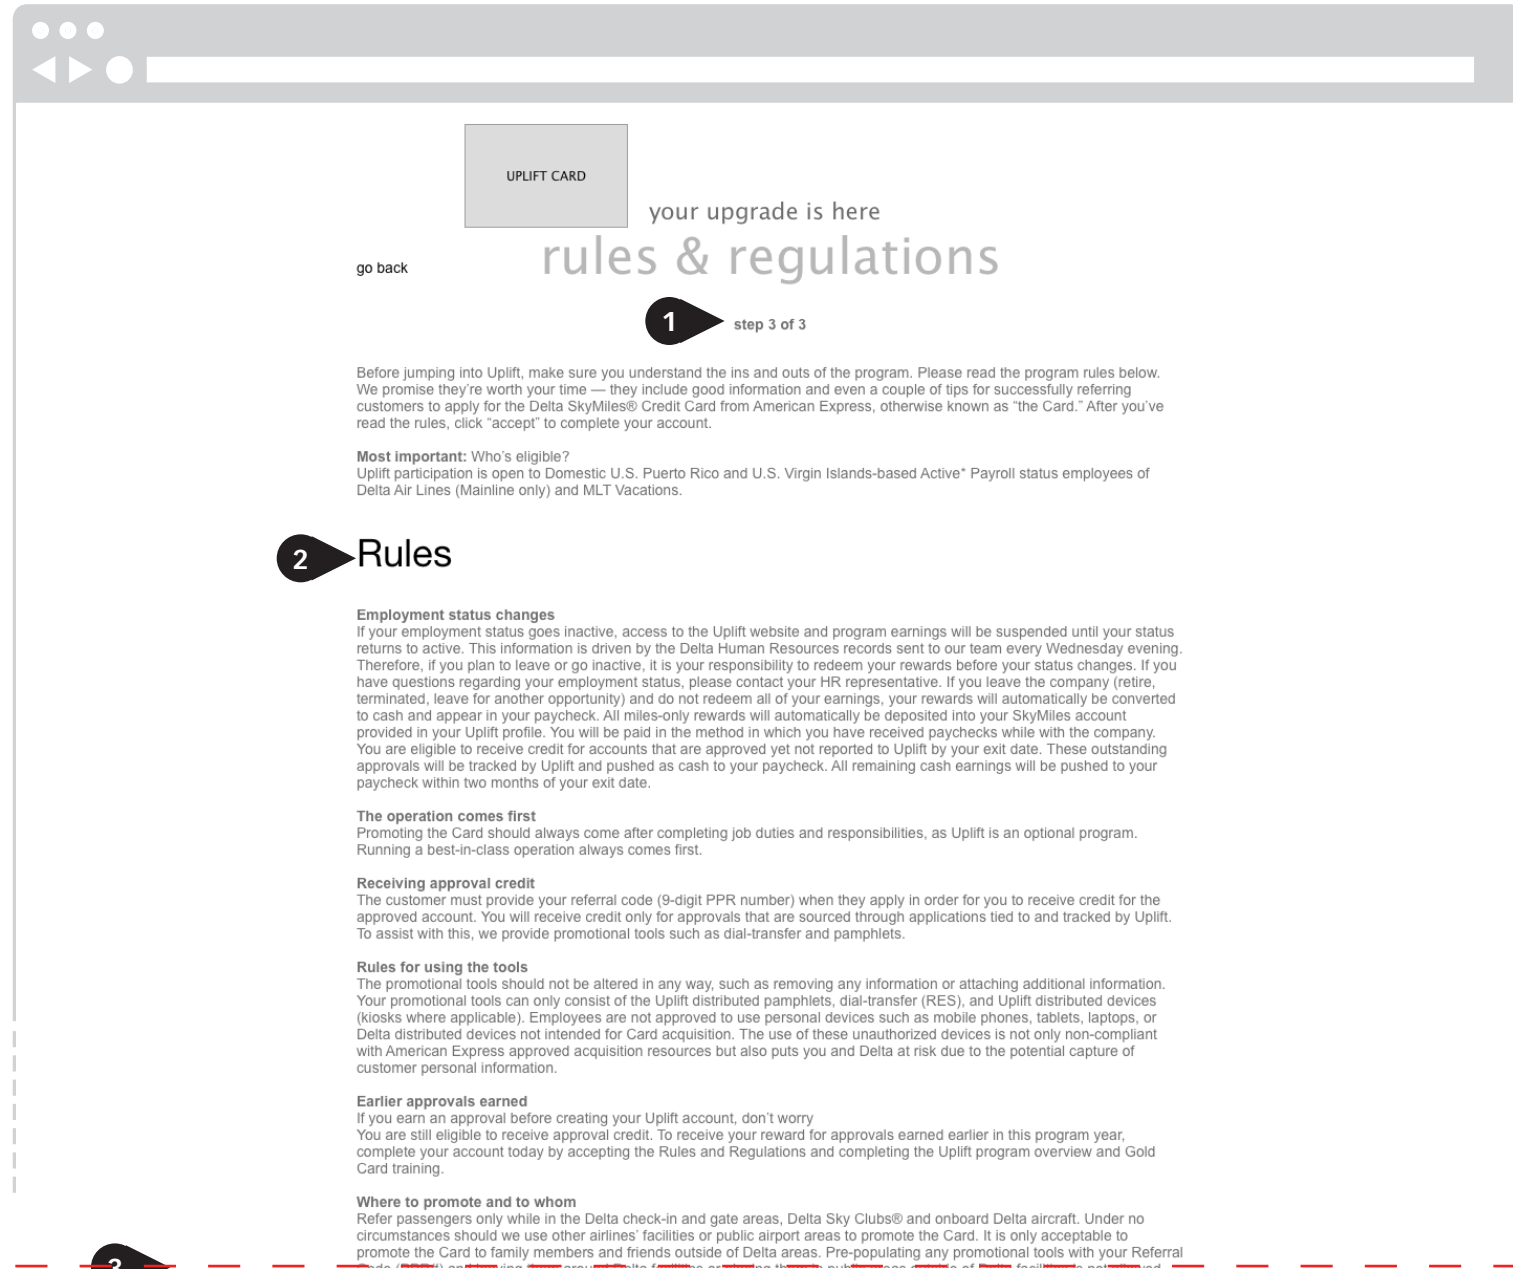 UPLIFT CARD
your upgrade is here
rules & regulations
go back
1
step 3 of 3
Before jumping into Uplift, make sure you understand the ins and outs of the program. Please read the program rules below.
We promise they're worth your time — they include good information and even a couple of tips for successfully referring
customers to apply for the Delta SkyMiles® Credit Card from American Express, otherwise known as “the Card.” After you've
read the rules, click “accept” to complete your account.
Most important: Who's eligible?
Uplift participation is open to Domestic U.S. Puerto Rico and U.S. Virgin Islands-based Active* Payroll status employees of
Delta Air Lines (Mainline only) and MLT Vacations.
2
Rules
Employment status changes
If your employment status goes inactive, access to the Uplift website and program earnings will be suspended until your status
returns to active. This information is driven by the Delta Human Resources records sent to our team every Wednesday evening.
Therefore, if you plan to leave or go inactive, it is your responsibility to redeem your rewards before your status changes. If you
have questions regarding your employment status, please contact your HR representative. If you leave the company (retire,
terminated, leave for another opportunity) and do not redeem all of your earnings, your rewards will automatically be converted
to cash and appear in your paycheck. All miles-only rewards will automatically be deposited into your SkyMiles account
provided in your Uplift profile. You will be paid in the method in which you have received paychecks while with the company.
You are eligible to receive credit for accounts that are approved yet not reported to Uplift by your exit date. These outstanding
approvals will be tracked by Uplift and pushed as cash to your paycheck. All remaining cash earnings will be pushed to your
paycheck within two months of your exit date.
The operation comes first
Promoting the Card should always come after completing job duties and responsibilities, as Uplift is an optional program.
Running a best-in-class operation always comes first.
Receiving approval credit
The customer must provide your referral code (9-digit PPR number) when they apply in order for you to receive credit for the
approved account. You will receive credit only for approvals that are sourced through applications tied to and tracked by Uplift.
To assist with this, we provide promotional tools such as dial-transfer and pamphlets.
Rules for using the tools
The promotional tools should not be altered in any way, such as removing any information or attaching additional information.
Your promotional tools can only consist of the Uplift distributed pamphlets, dial-transfer (RES), and Uplift distributed devices
(kiosks where applicable). Employees are not approved to use personal devices such as mobile phones, tablets, laptops, or
Delta distributed devices not intended for Card acquisition. The use of these unauthorized devices is not only non-compliant
with American Express approved acquisition resources but also puts you and Delta at risk due to the potential capture of
customer personal information.
Earlier approvals earned
If you earn an approval before creating your Uplift account, don't worry
You are still eligible to receive approval credit. To receive your reward for approvals earned earlier in this program year,
complete your account today by accepting the Rules and Regulations and completing the Uplift program overview and Gold
Card training.
Where to promote and to whom
Refer passengers only while in the Delta check-in and gate areas, Delta Sky Clubs® and onboard Delta aircraft. Under no
circumstances should we use other airlines' facilities or public airport areas to promote the Card. It is only acceptable to
promote the Card to family members and friends outside of Delta areas. Pre-populating any promotional tools with your Referral
3